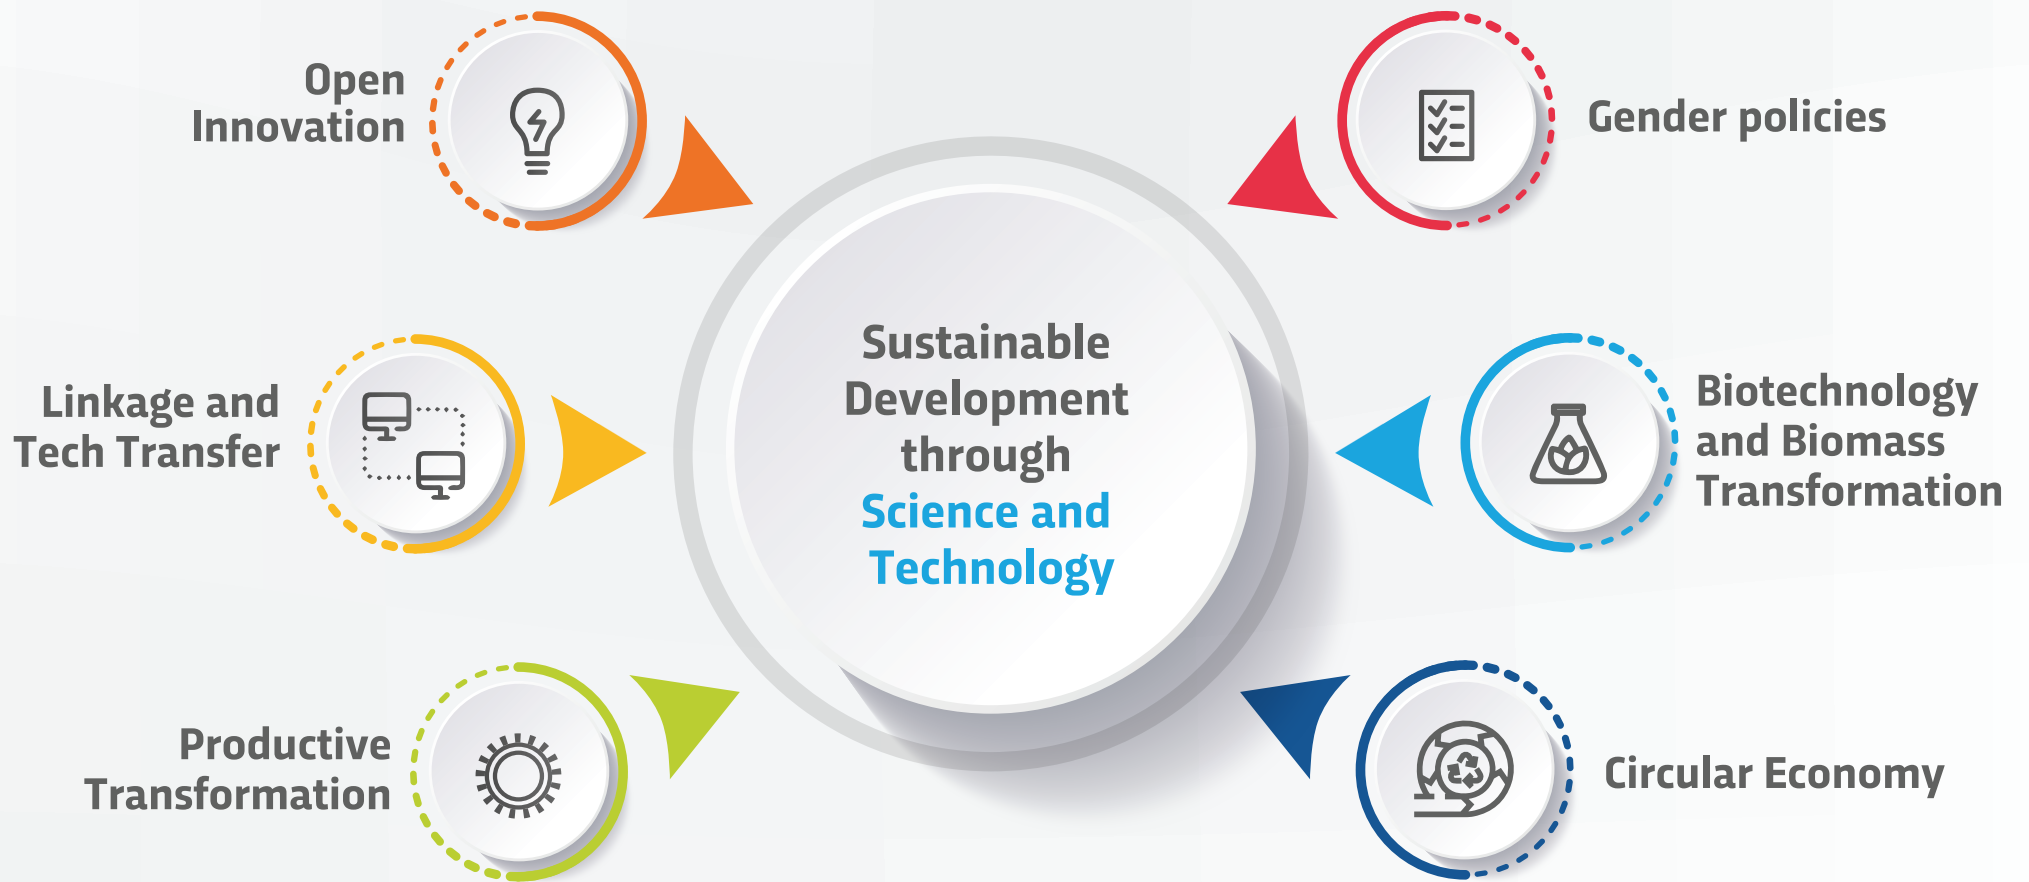 Open
Innovation
Gender policies
Sustainable
Development
through
Science and
Technology
Linkage and
Tech Transfer
Biotechnology
and Biomass
Transformation
Productive
Transformation
Circular Economy